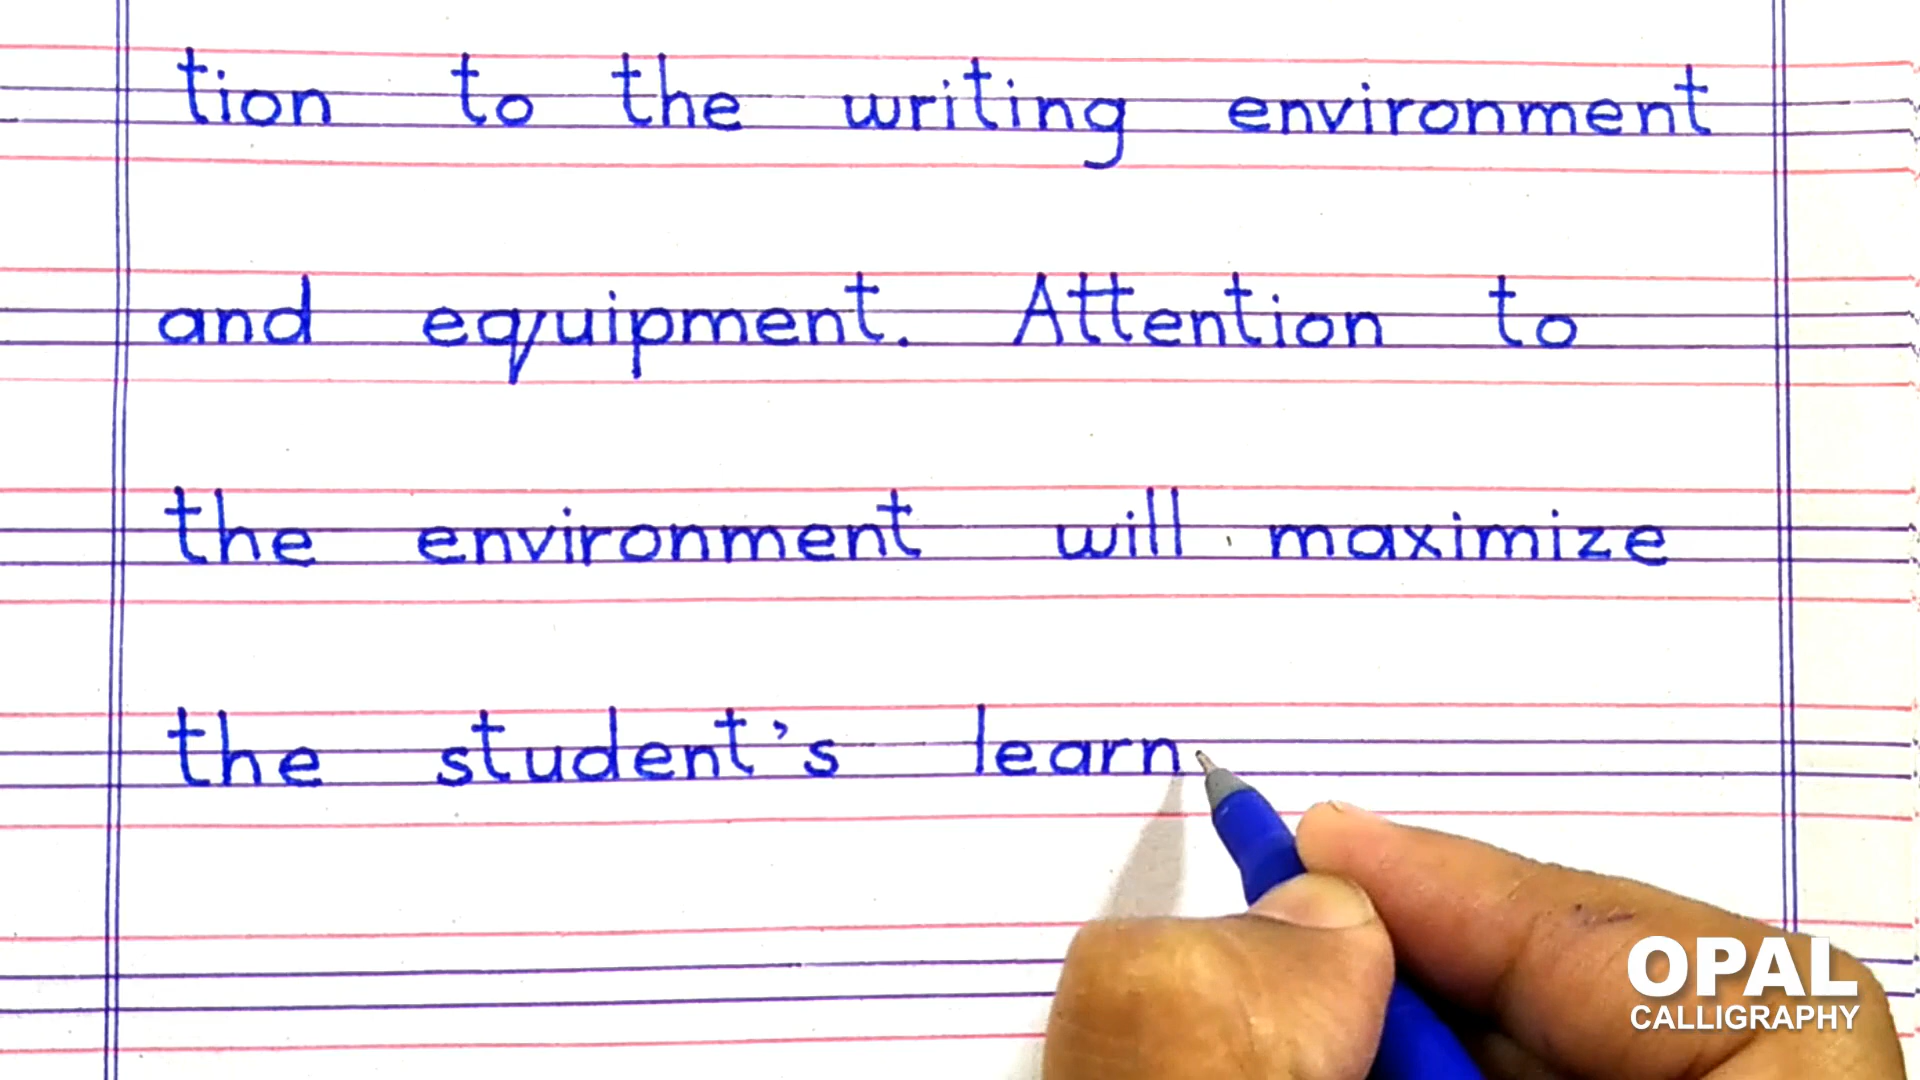 tion to the writing environment
and equipment. Attention to
the environment will maximize
the student's learn
OPAL
CALLIGRAPHY